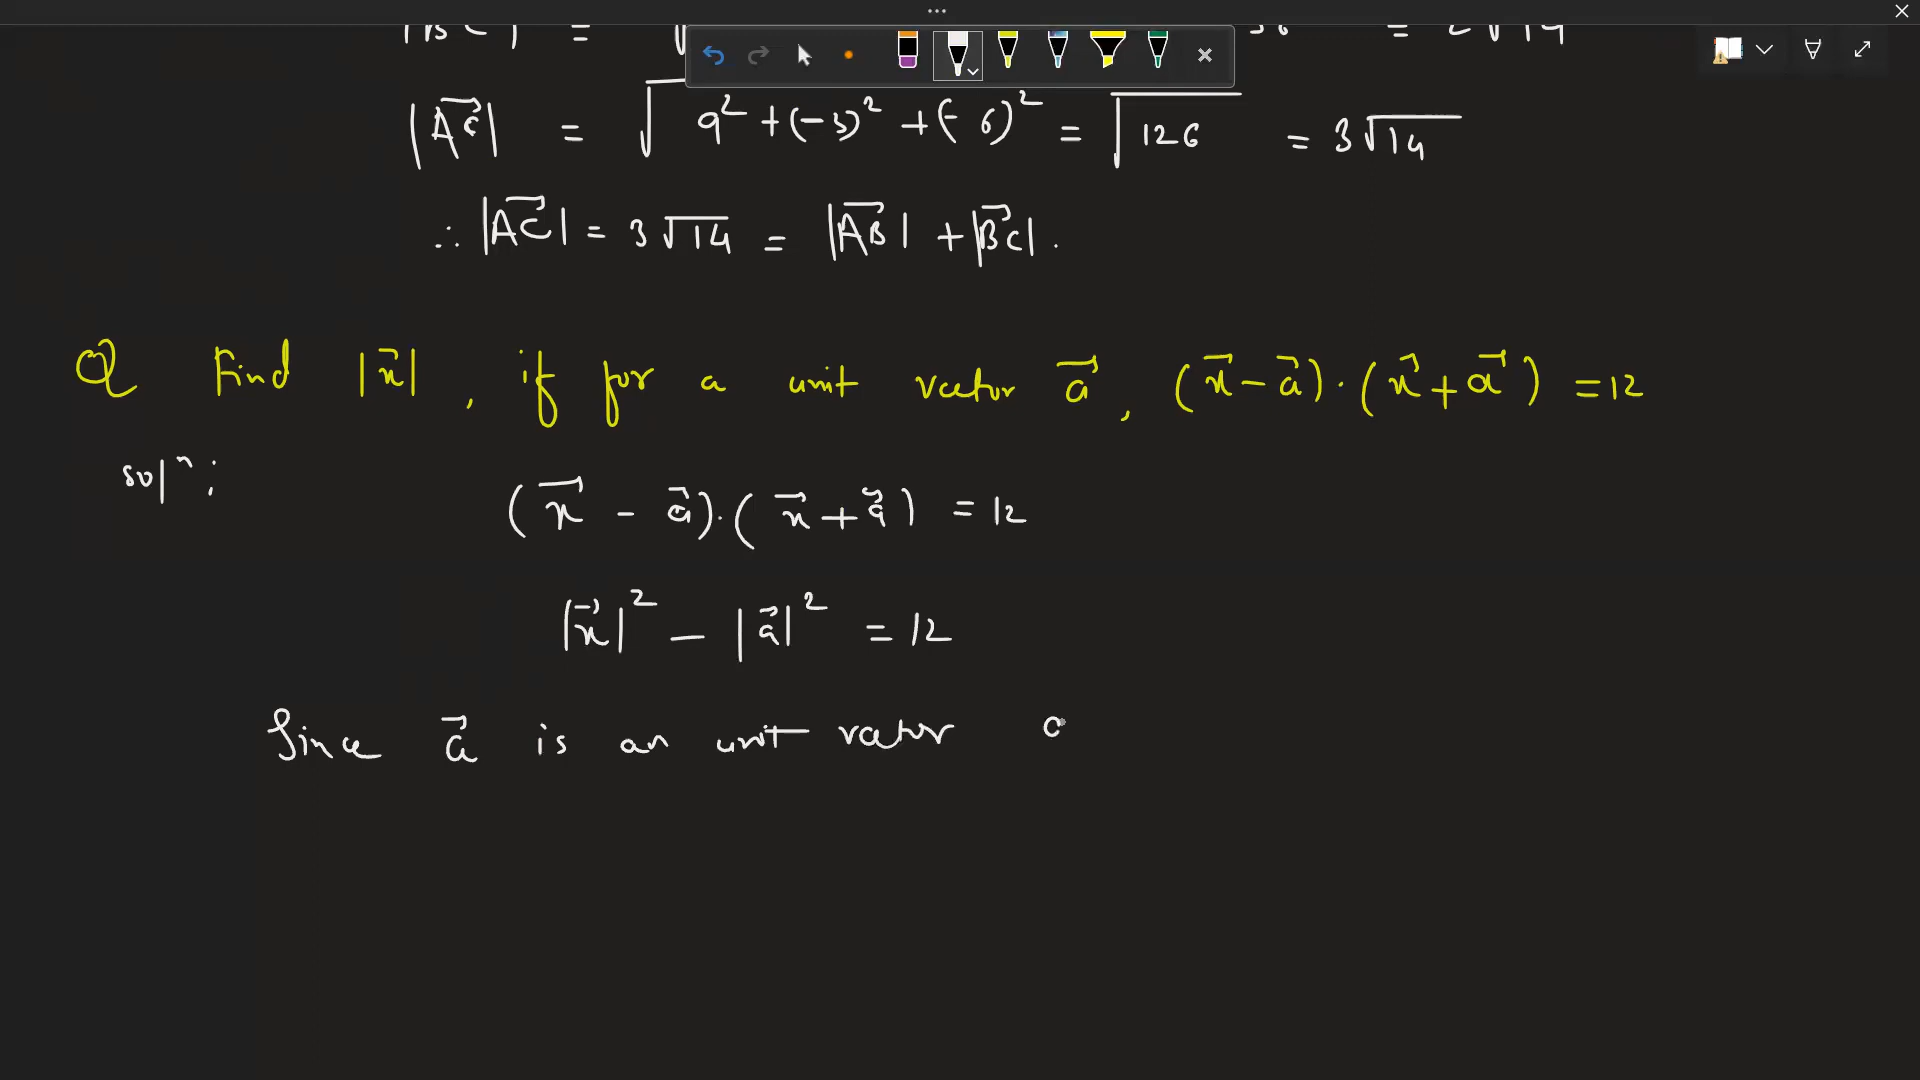 |AC⃗| = √9² + (-3)² + (-6)² = √126 = 3√14
∴ |AC⃗| = 3√14 = |AB⃗| + |BC⃗|.
Q Find |x⃗|, if for a unit vector a⃗, (x⃗ - a⃗)·(x⃗ + a⃗) = 12
solⁿ:
(x⃗ - a⃗)·(x⃗ + a⃗) = 12
|x⃗|² - |a⃗|² = 12
Since a⃗ is an unit vector